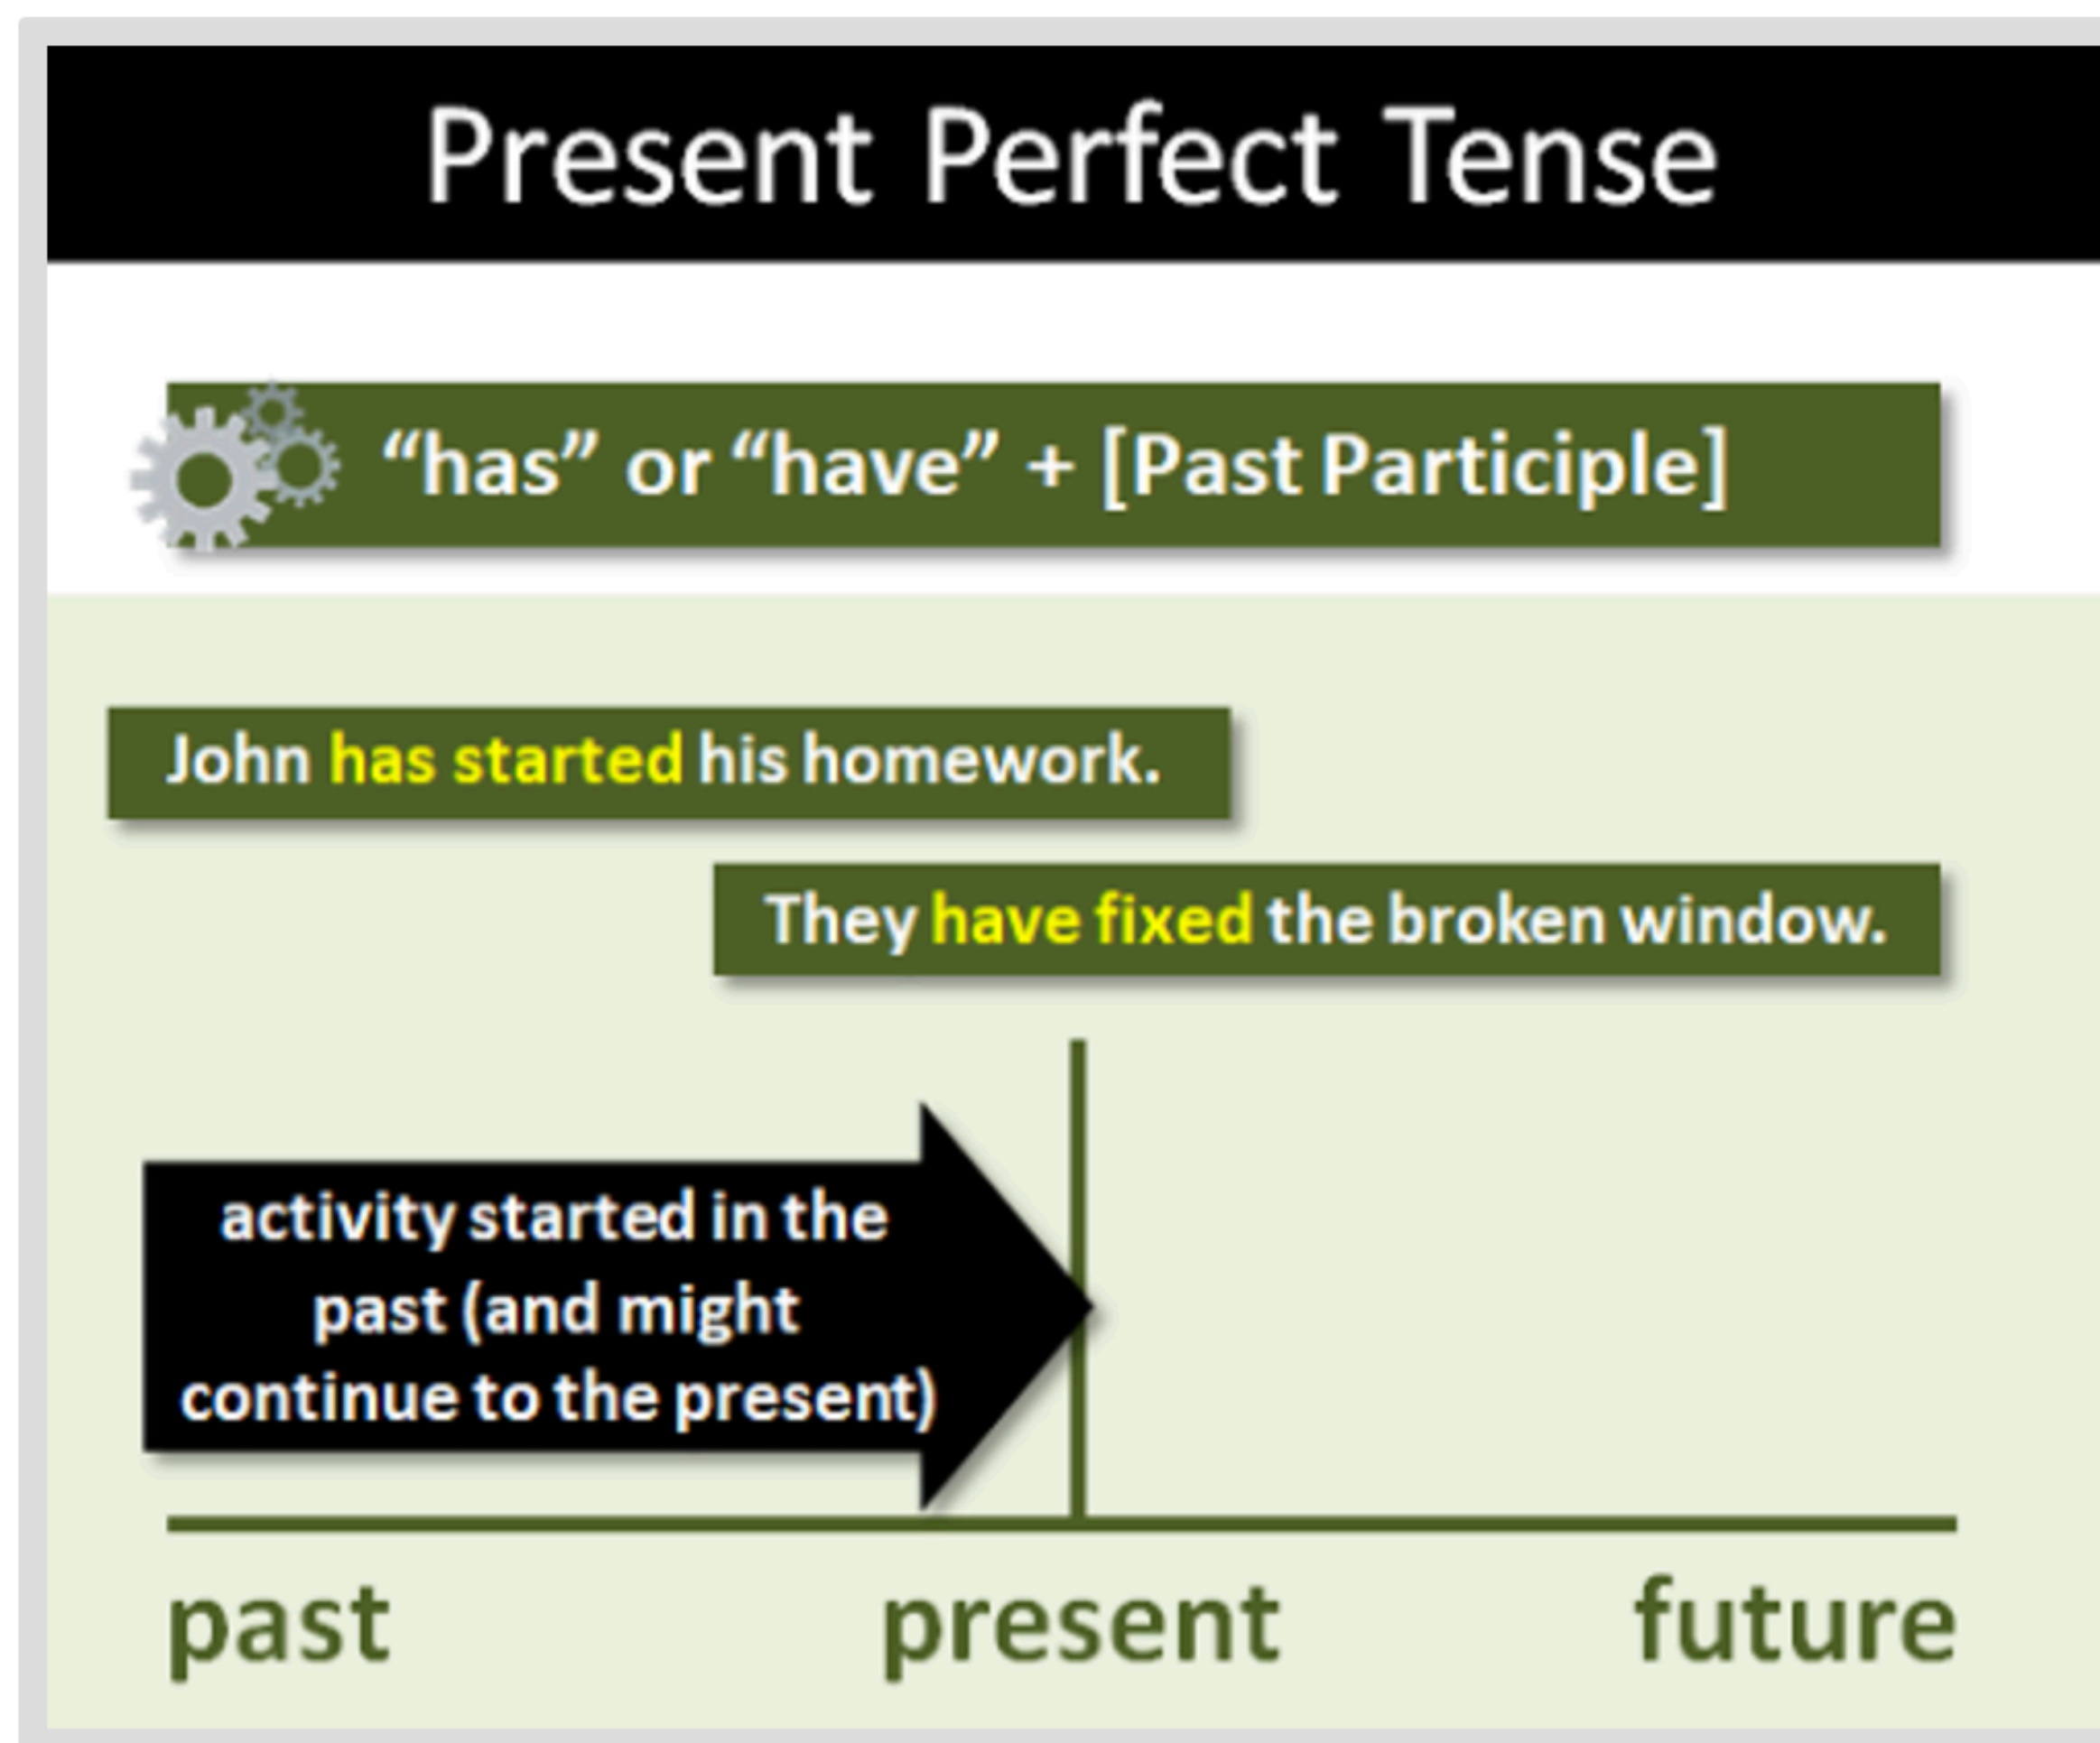 Present Perfect Tense
“has” or “have” + [Past Participle]
John has started his homework.
They have fixed the broken window.
activity started in the
past (and might
continue to the present)
past present future